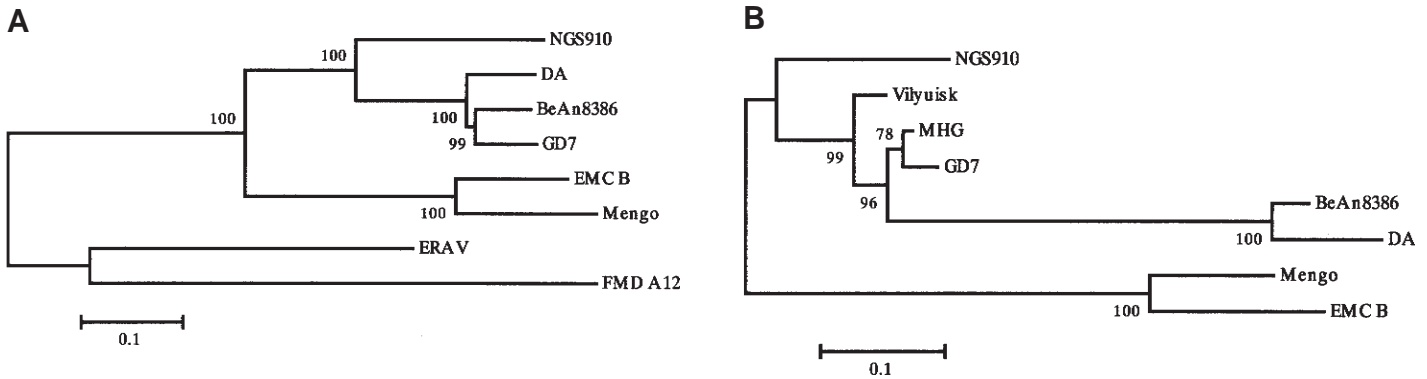 A
NGS910
100
DA
BeAn8386
100
100
99
GD7
EMC B
100
Mengo
ERAV
FMD A12
0.1
B
NGS910
Vilyuisk
MHG
78
99
GD7
96
BeAn8386
100
DA
Mengo
100
EMC B
0.1